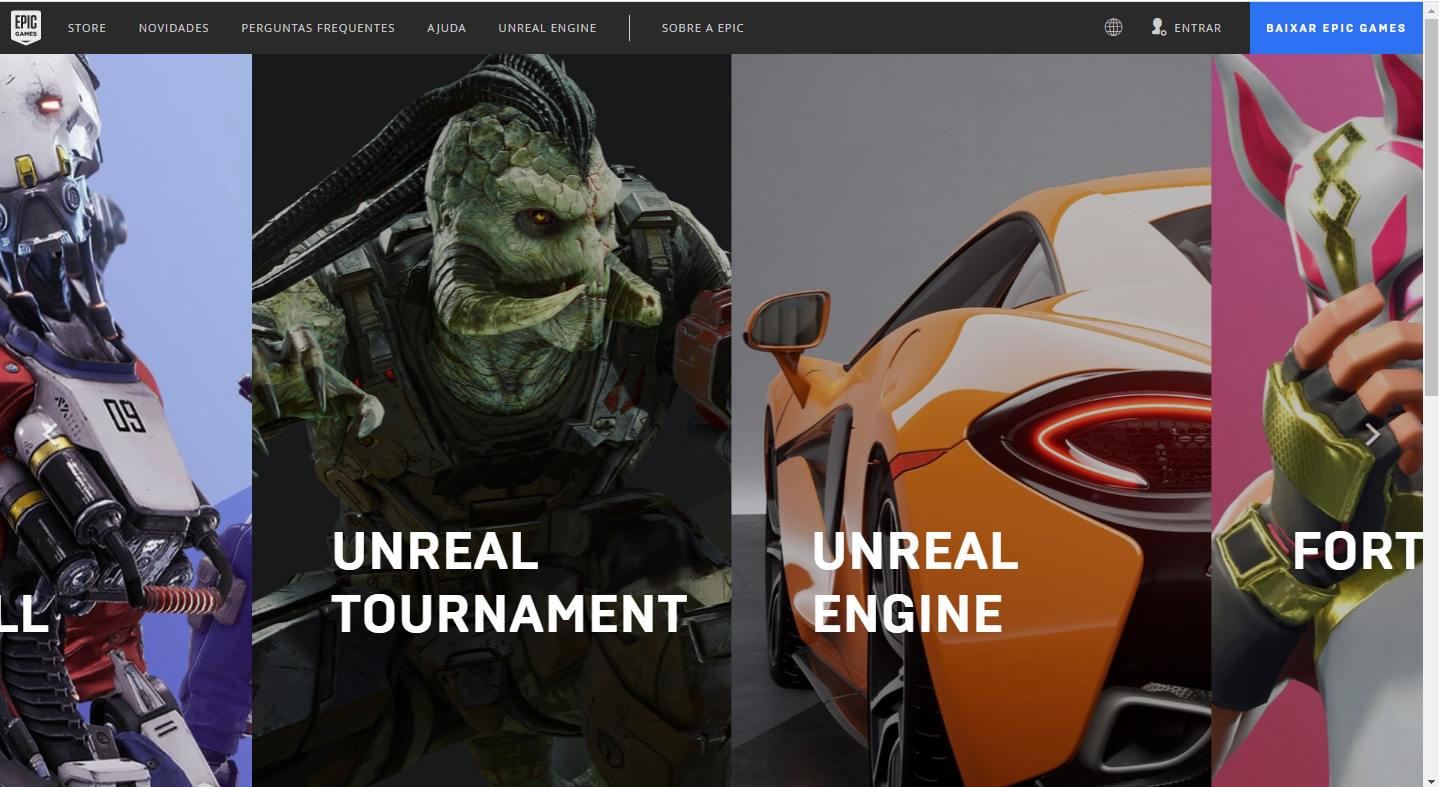 EPIC
GAMES
STORE
NOVIDADES
PERGUNTAS FREQUENTES
AJUDA
UNREAL ENGINE
SOBRE A EPIC
ENTRAR
BAIXAR EPIC GAMES
09
LL
UNREAL
TOURNAMENT
UNREAL
ENGINE
FORT